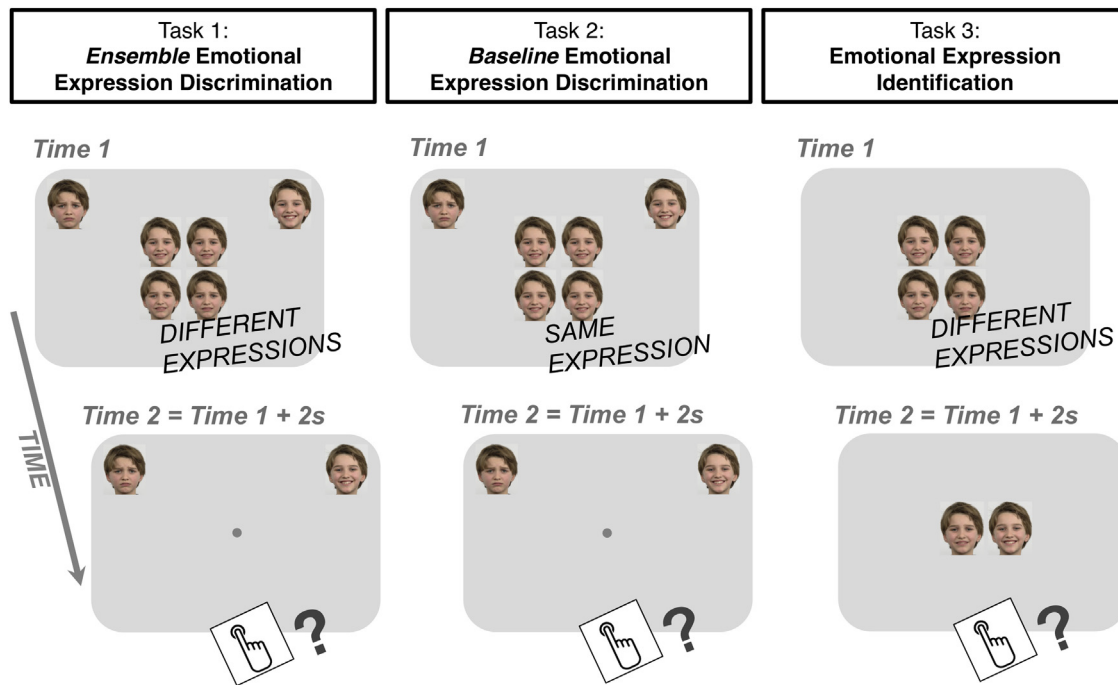 Task 1:
Ensemble Emotional
Expression Discrimination
Task 2:
Baseline Emotional
Expression Discrimination
Task 3:
Emotional Expression
Identification
Time 1
DIFFERENT
EXPRESSIONS
Time 1
SAME
EXPRESSION
Time 1
DIFFERENT
EXPRESSIONS
TIME
Time 2 = Time 1 + 2s
?
Time 2 = Time 1 + 2s
?
Time 2 = Time 1 + 2s
?